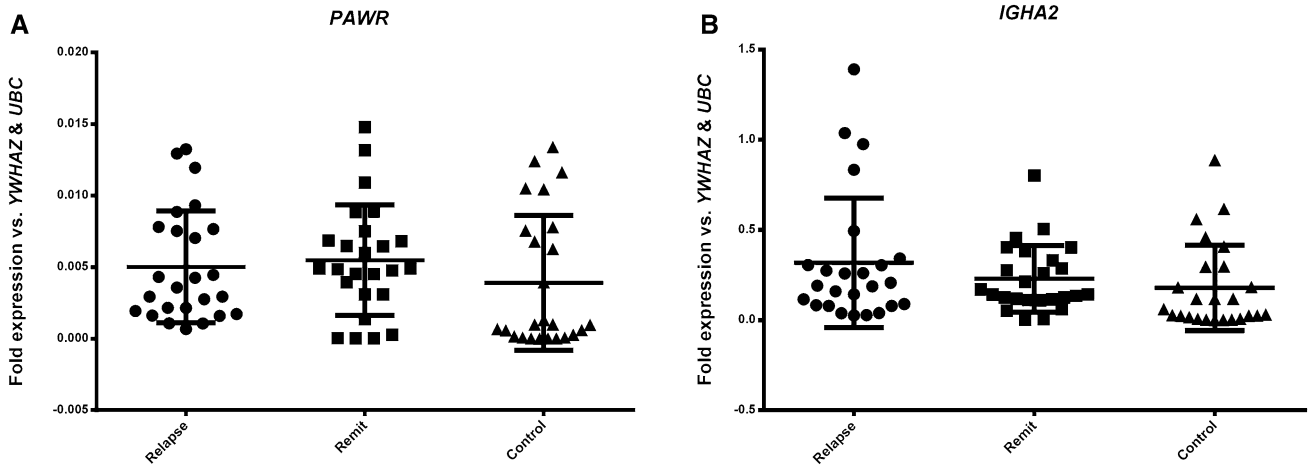 A
PAWR
Fold expression vs. YWHAZ & UBC
0.020
0.015
0.010
0.005
0.000
-0.005
Relapse
Remit
Control
B
IGHA2
Fold expression vs. YWHAZ & UBC
1.5
1.0
0.5
0.0
-0.5
Relapse
Remit
Control